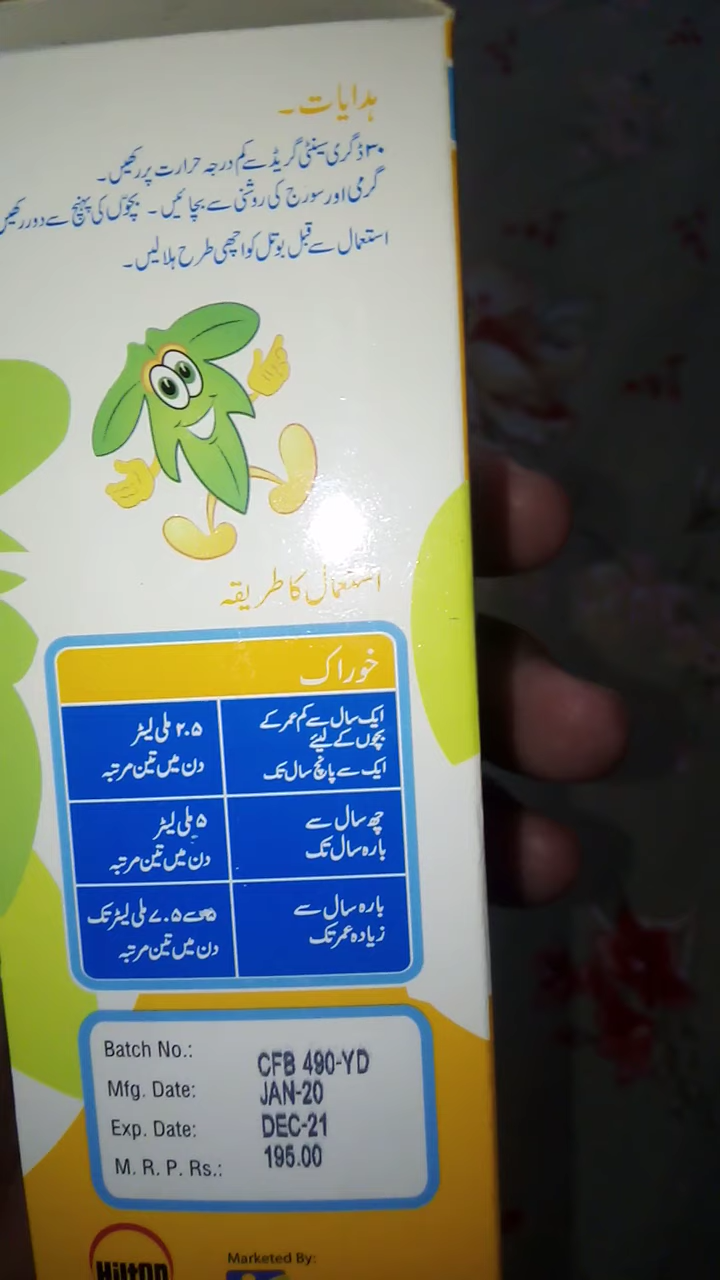 ہدایات۔
۳۰ ڈگری سینٹی گریڈ سے کم درجہ حرارت پر رکھیں۔
گرمی اور سورج کی روشنی سے بچائیں۔ بچوں کی پہنچ سے دور رکھیں
استعمال سے قبل بوتل کو اچھی طرح ہلالیں۔
استعمال کا طریقہ
خوراک
ایک سال سے کم عمر کے
بچوں کے لیئے
ایک سے پانچ سال تک
۲.۵ ملی لیٹر
دن میں تین مرتبہ
چھ سال سے
بارہ سال تک
۵ ملی لیٹر
دن میں تین مرتبہ
بارہ سال سے
زیادہ عمر تک
۵ سے ۷.۵ ملی لیٹر تک
دن میں تین مرتبہ
Batch No.: CFB 490-YD
Mfg. Date: JAN-20
Exp. Date: DEC-21
M. R. P. Rs.: 195.00
Hilton
Marketed By: